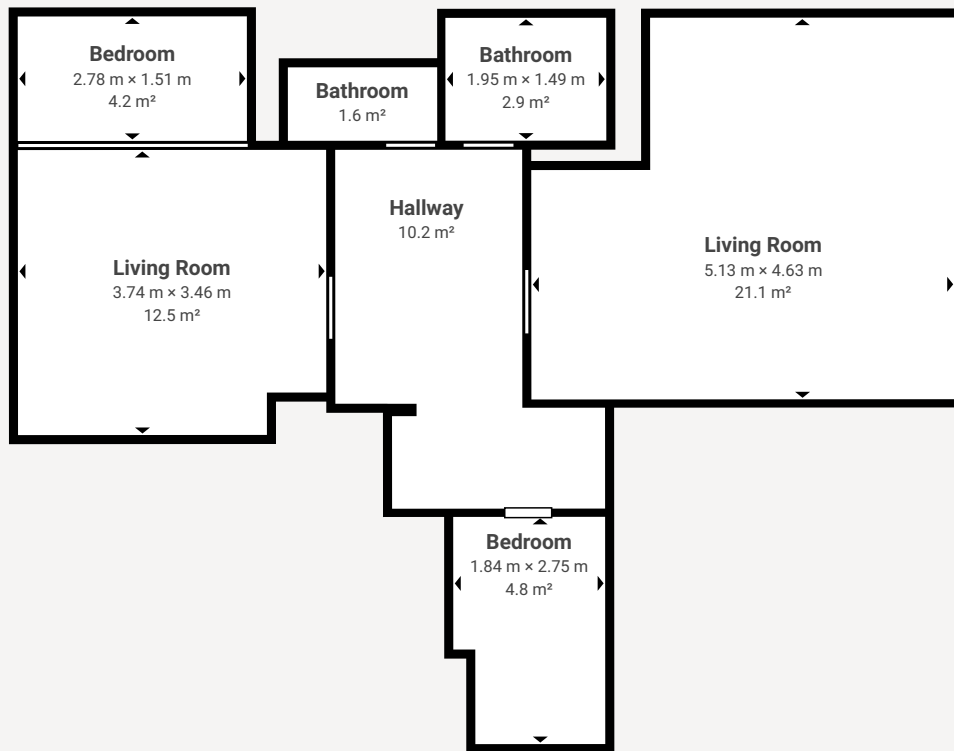 Bedroom
2.78 m × 1.51 m
4.2 m²
Bathroom
1.6 m²
Bathroom
1.95 m × 1.49 m
2.9 m²
Hallway
10.2 m²
Living Room
3.74 m × 3.46 m
12.5 m²
Living Room
5.13 m × 4.63 m
21.1 m²
Bedroom
1.84 m × 2.75 m
4.8 m²